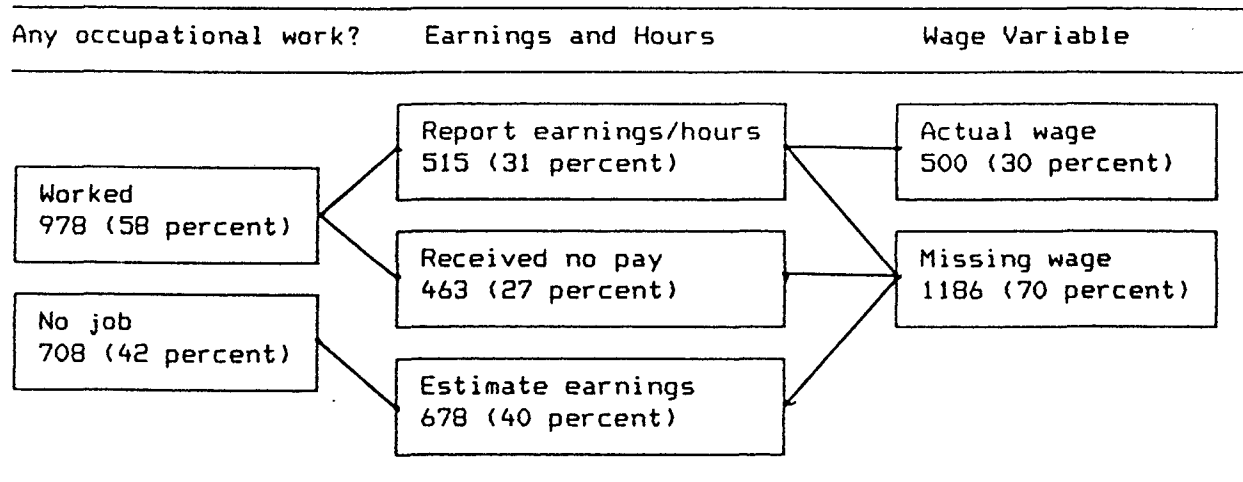 Any occupational work? Earnings and Hours Wage Variable
Worked
978 (58 percent)
No job
708 (42 percent)
Report earnings/hours
515 (31 percent)
Received no pay
463 (27 percent)
Estimate earnings
678 (40 percent)
Actual wage
500 (30 percent)
Missing wage
1186 (70 percent)